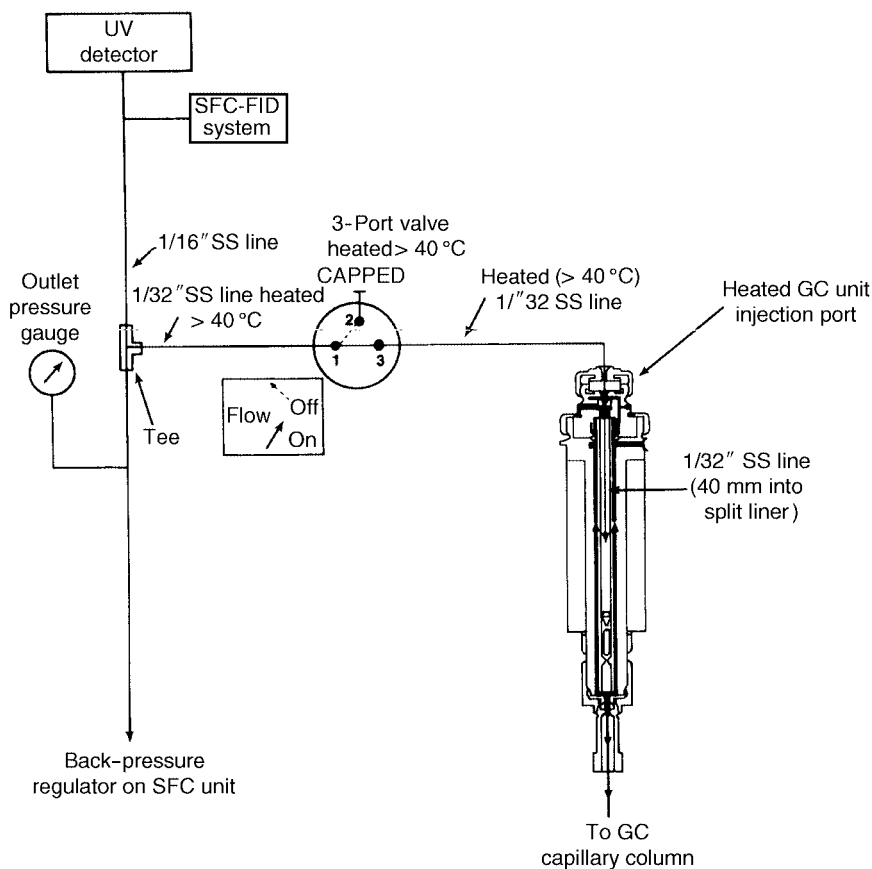 UV
detector
SFC-FID
system
1/16″ SS line
3-Port valve
heated> 40 °C
CAPPED
Outlet
pressure
gauge
1/32″ SS line heated
> 40 °C
Heated (> 40 °C)
1/″32 SS line
Heated GC unit
injection port
2
1
3
Flow
Off
On
Tee
1/32″ SS line
(40 mm into
split liner)
Back-pressure
regulator on SFC unit
To GC
capillary column